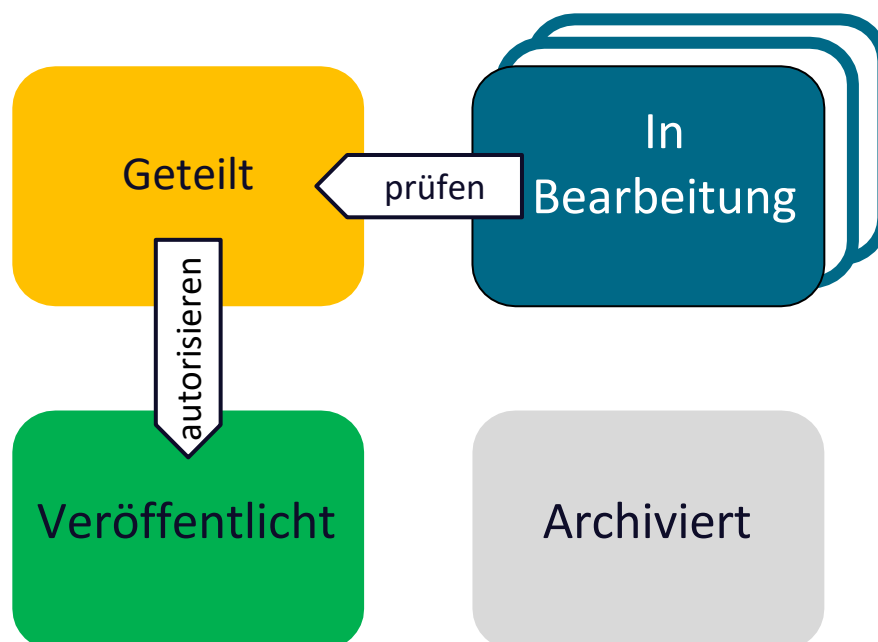 Geteilt
prüfen
In
Bearbeitung
autorisieren
Veröffentlicht
Archiviert